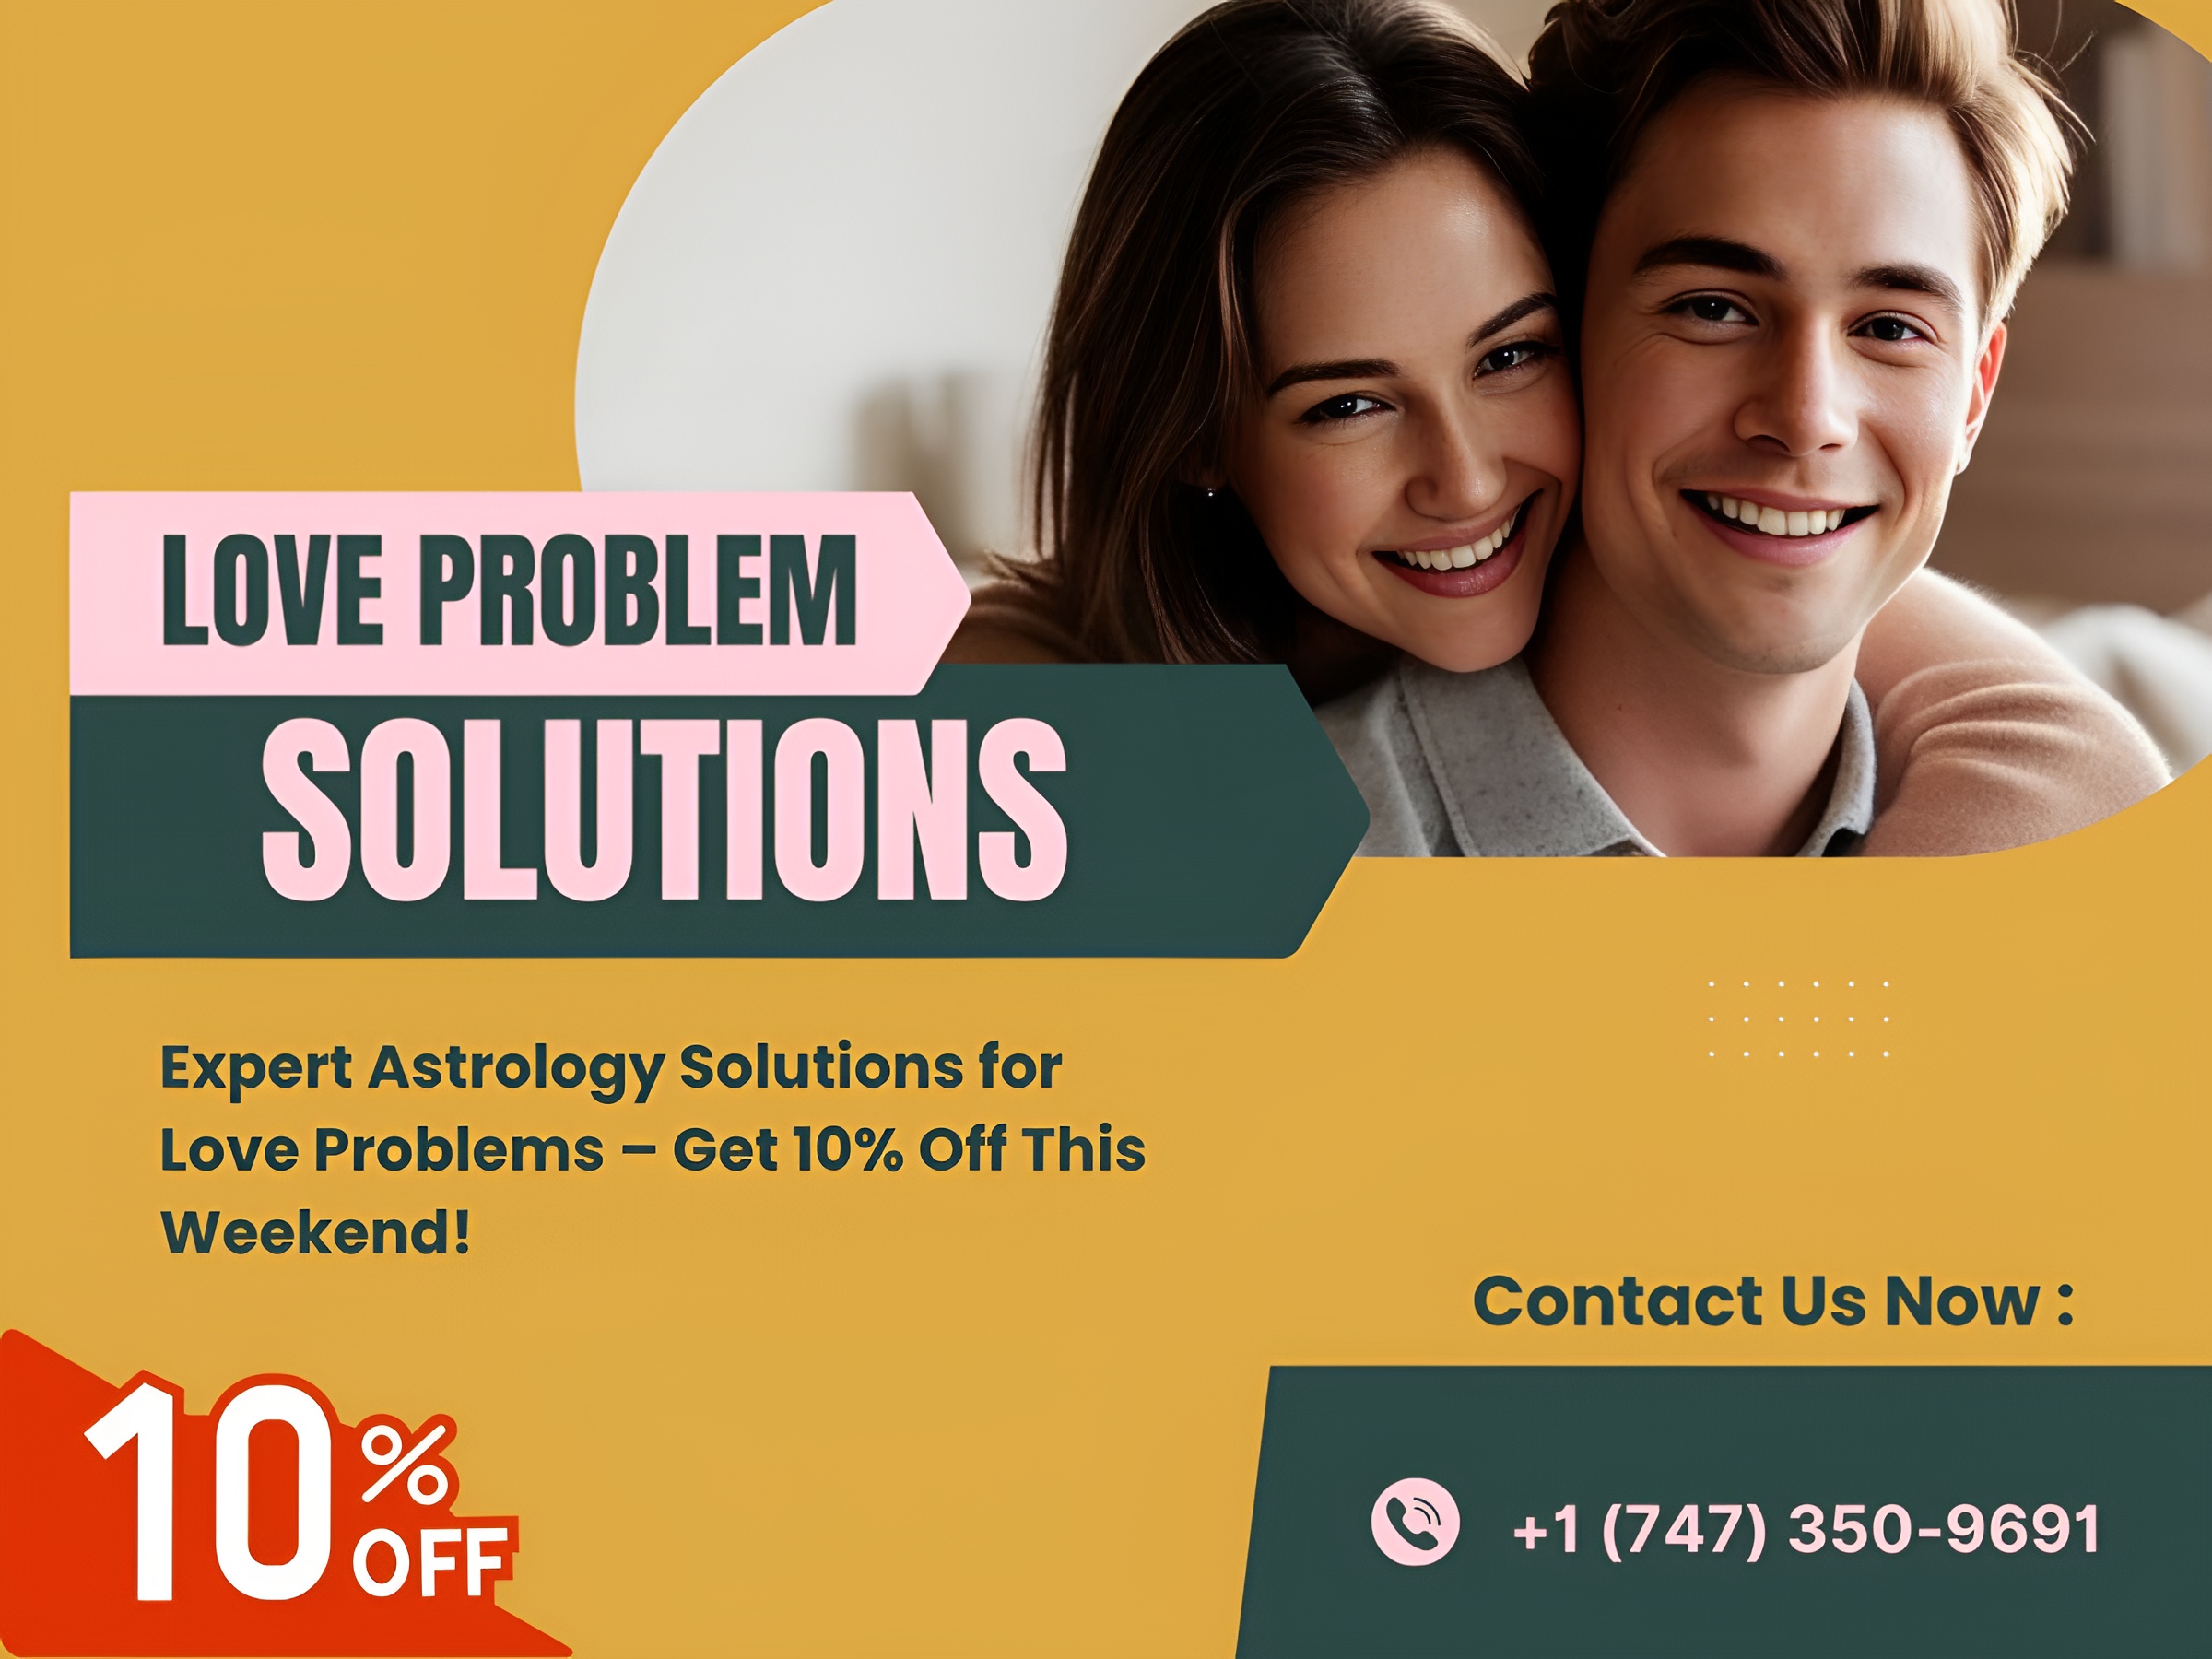 LOVE PROBLEM
SOLUTIONS
Expert Astrology Solutions for
Love Problems – Get 10% Off This
Weekend!
10%
OFF
Contact Us Now :
+1 (747) 350-9691